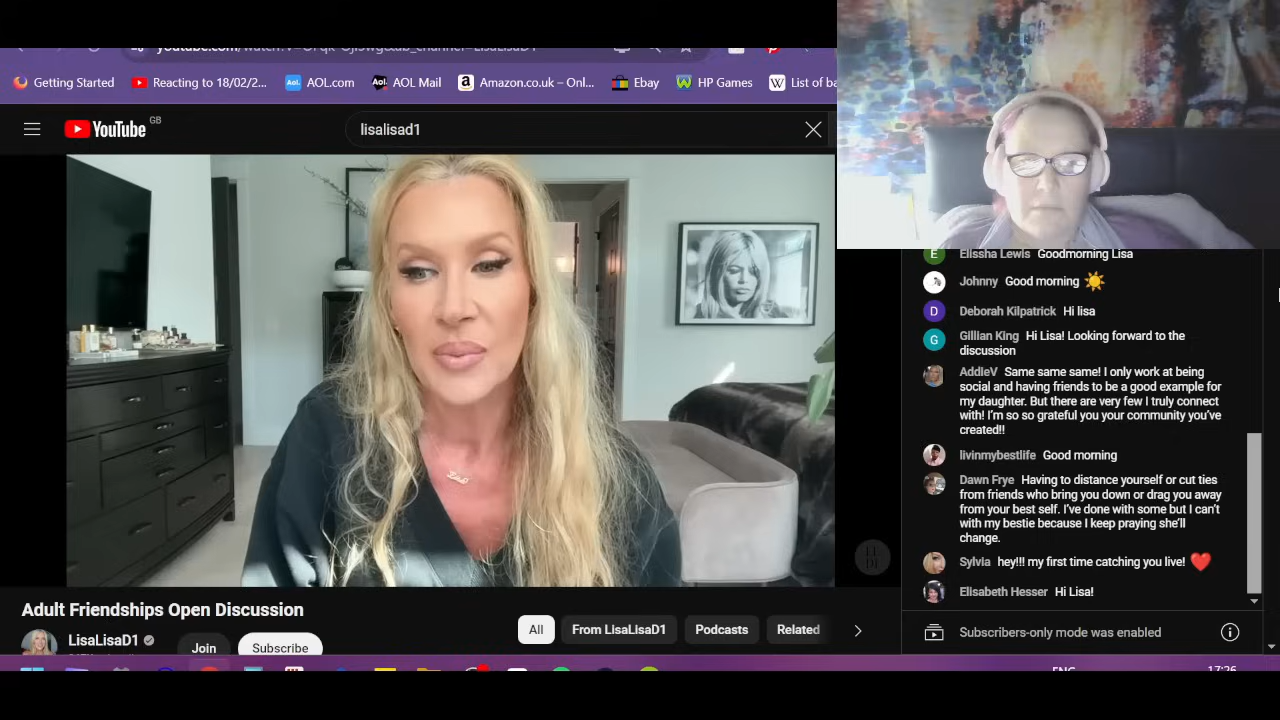 Getting Started
Reacting to 18/02/2...
AOL.com
AOL Mail
Amazon.co.uk – Onl...
Ebay
HP Games
List of ba
YouTube GB
lisalisad1
Elissha Lewis Goodmorning Lisa
Johnny Good morning ☀️
D Deborah Kilpatrick Hi lisa
G Gillian King Hi Lisa! Looking forward to the
discussion
AddieV Same same same! I only work at being
social and having friends to be a good example for
my daughter. But there are very few I truly connect
with! I'm so so grateful you your community you've
created!!
livinmybestlife Good morning
Dawn Frye Having to distance yourself or cut ties
from friends who bring you down or drag you away
from your best self. I've done with some but I can't
with my bestie because I keep praying she'll
change.
Sylvia hey!!! my first time catching you live! ❤️
Elisabeth Hesser Hi Lisa!
Subscribers-only mode was enabled
Adult Friendships Open Discussion
LisaLisaD1
Join
Subscribe
All
From LisaLisaD1
Podcasts
Related
ENG
17:26